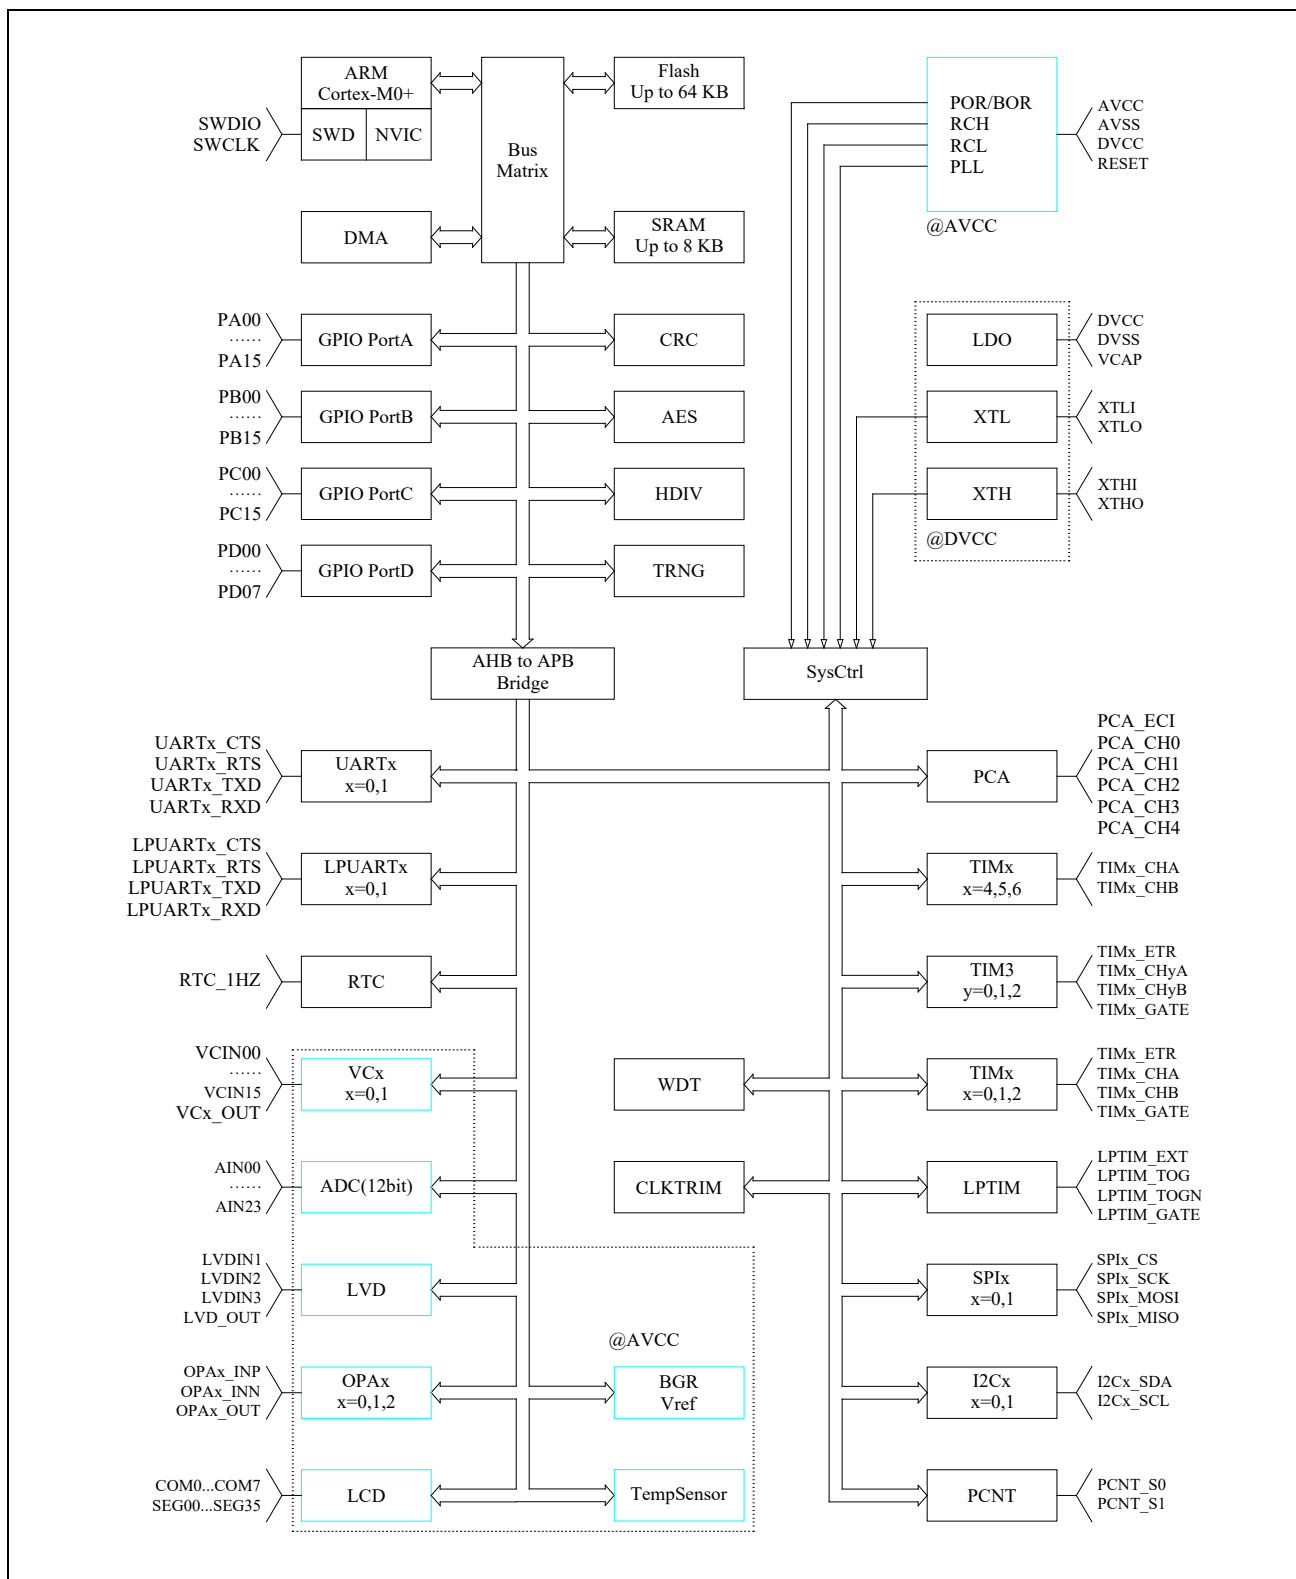 ARM
Cortex-M0+
SWD
NVIC
SWDIO
SWCLK
Bus
Matrix
Flash
Up to 64 KB
DMA
SRAM
Up to 8 KB
POR/BOR
RCH
RCL
PLL
@AVCC
AVCC
AVSS
DVCC
RESET
PA00
······
PA15
GPIO PortA
CRC
LDO
DVCC
DVSS
VCAP
PB00
······
PB15
GPIO PortB
AES
XTL
XTLI
XTLO
PC00
······
PC15
GPIO PortC
HDIV
XTH
XTHI
XTHO
@DVCC
PD00
······
PD07
GPIO PortD
TRNG
AHB to APB
Bridge
SysCtrl
UARTx_CTS
UARTx_RTS
UARTx_TXD
UARTx_RXD
UARTx
x=0,1
PCA
PCA_ECI
PCA_CH0
PCA_CH1
PCA_CH2
PCA_CH3
PCA_CH4
LPUARTx_CTS
LPUARTx_RTS
LPUARTx_TXD
LPUARTx_RXD
LPUARTx
x=0,1
TIMx
x=4,5,6
TIMx_CHA
TIMx_CHB
RTC_1HZ
RTC
TIM3
y=0,1,2
TIMx_ETR
TIMx_CHyA
TIMx_CHyB
TIMx_GATE
VCIN00
······
VCIN15
VCx_OUT
VCx
x=0,1
WDT
TIMx
x=0,1,2
TIMx_ETR
TIMx_CHA
TIMx_CHB
TIMx_GATE
AIN00
······
AIN23
ADC(12bit)
CLKTRIM
LPTIM
LPTIM_EXT
LPTIM_TOG
LPTIM_TOGN
LPTIM_GATE
LVDIN1
LVDIN2
LVDIN3
LVD_OUT
LVD
SPIx
x=0,1
SPIx_CS
SPIx_SCK
SPIx_MOSI
SPIx_MISO
@AVCC
OPAx_INP
OPAx_INN
OPAx_OUT
OPAx
x=0,1,2
BGR
Vref
I2Cx
x=0,1
I2Cx_SDA
I2Cx_SCL
COM0...COM7
SEG00...SEG35
LCD
TempSensor
PCNT
PCNT_S0
PCNT_S1